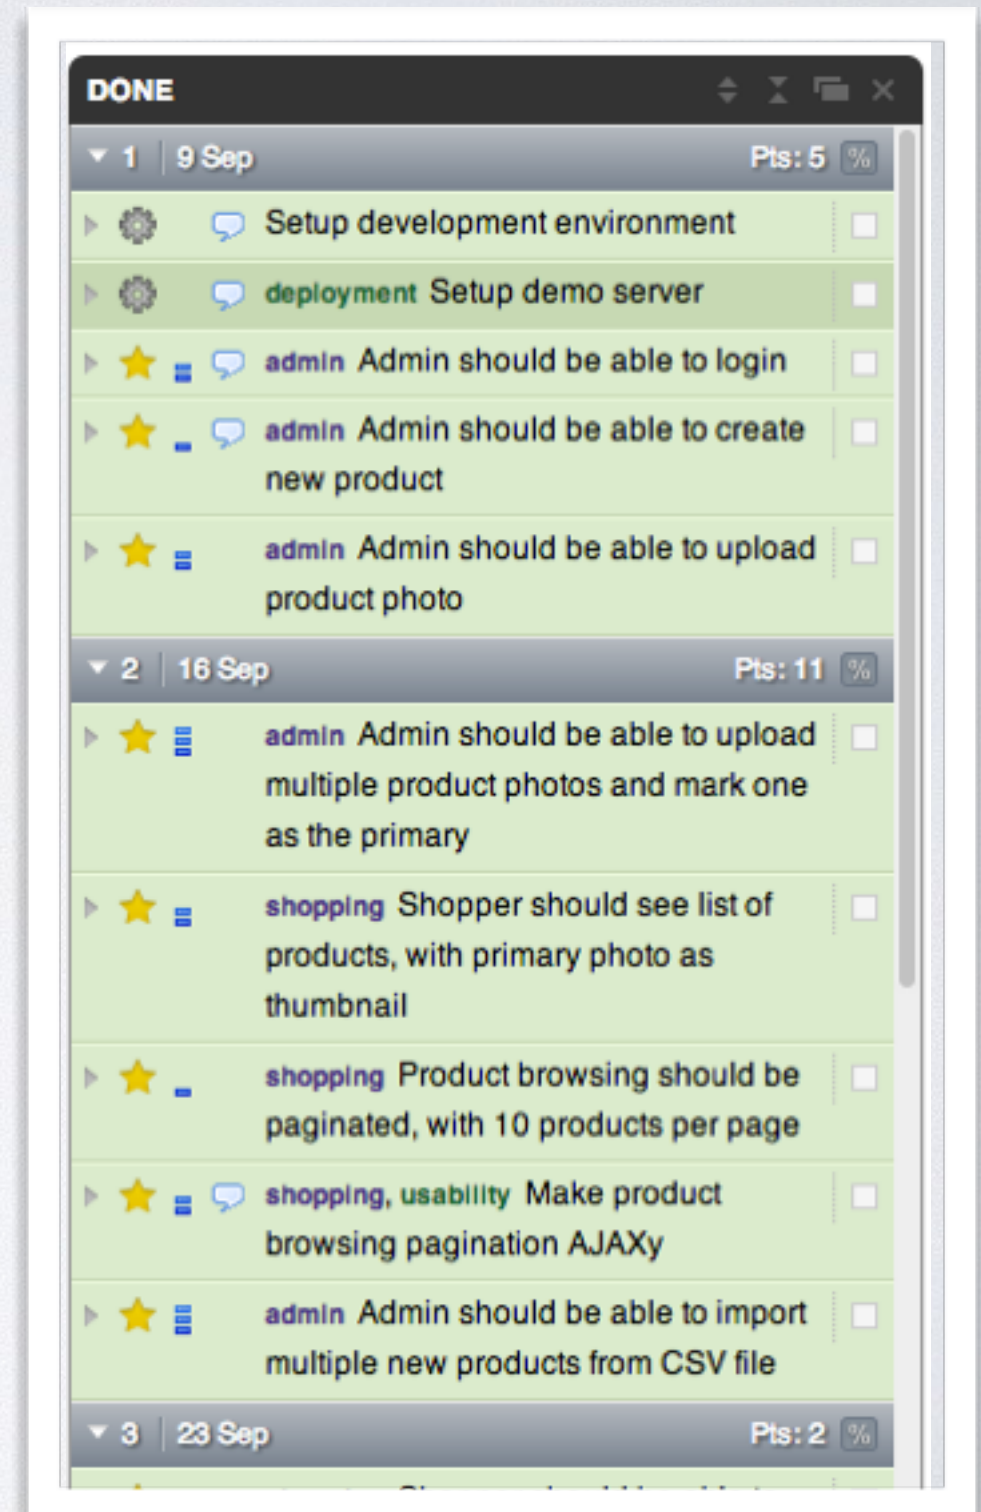 DONE
1 9 Sep Pts: 5 %
Setup development environment
deployment Setup demo server
admin Admin should be able to login
admin Admin should be able to create
new product
admin Admin should be able to upload
product photo
2 16 Sep Pts: 11 %
admin Admin should be able to upload
multiple product photos and mark one
as the primary
shopping Shopper should see list of
products, with primary photo as
thumbnail
shopping Product browsing should be
paginated, with 10 products per page
shopping, usability Make product
browsing pagination AJAXy
admin Admin should be able to import
multiple new products from CSV file
3 23 Sep Pts: 2 %